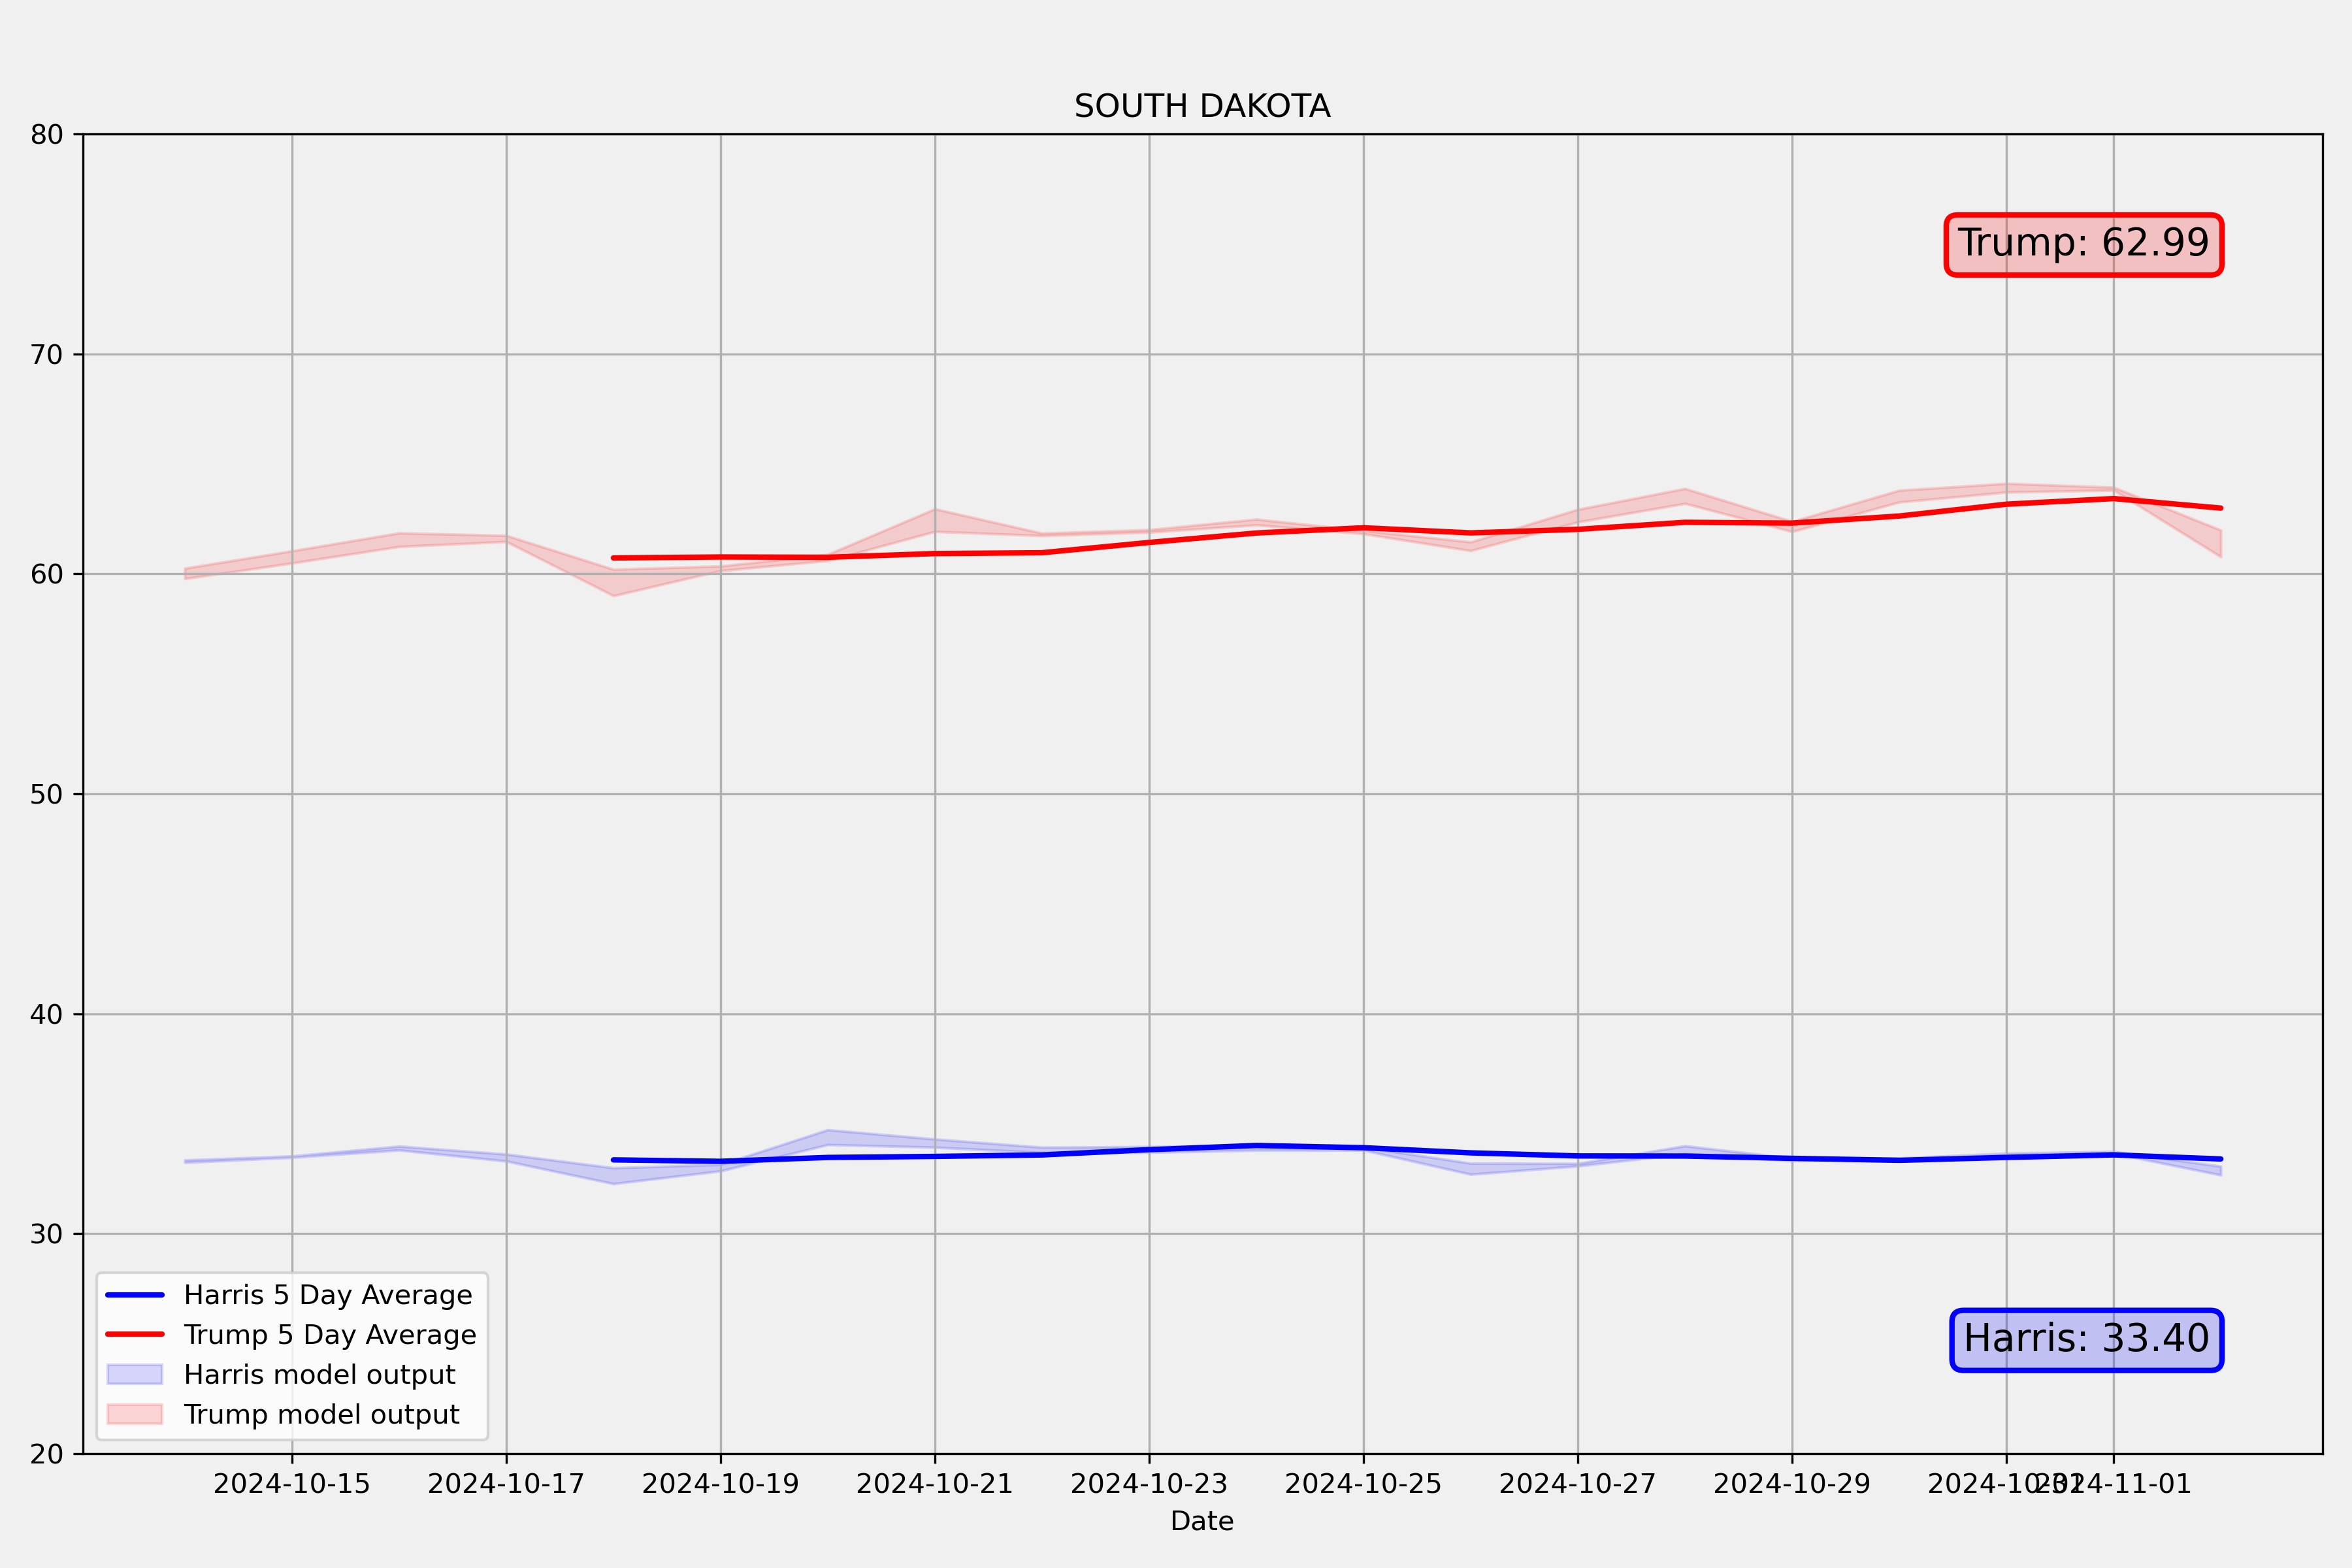 SOUTH DAKOTA
80
70
60
50
40
30
20
Trump: 62.99
Harris: 33.40
Harris 5 Day Average
Trump 5 Day Average
Harris model output
Trump model output
2024-10-15
2024-10-17
2024-10-19
2024-10-21
2024-10-23
2024-10-25
2024-10-27
2024-10-29
2024-10-31
2024-11-01
Date